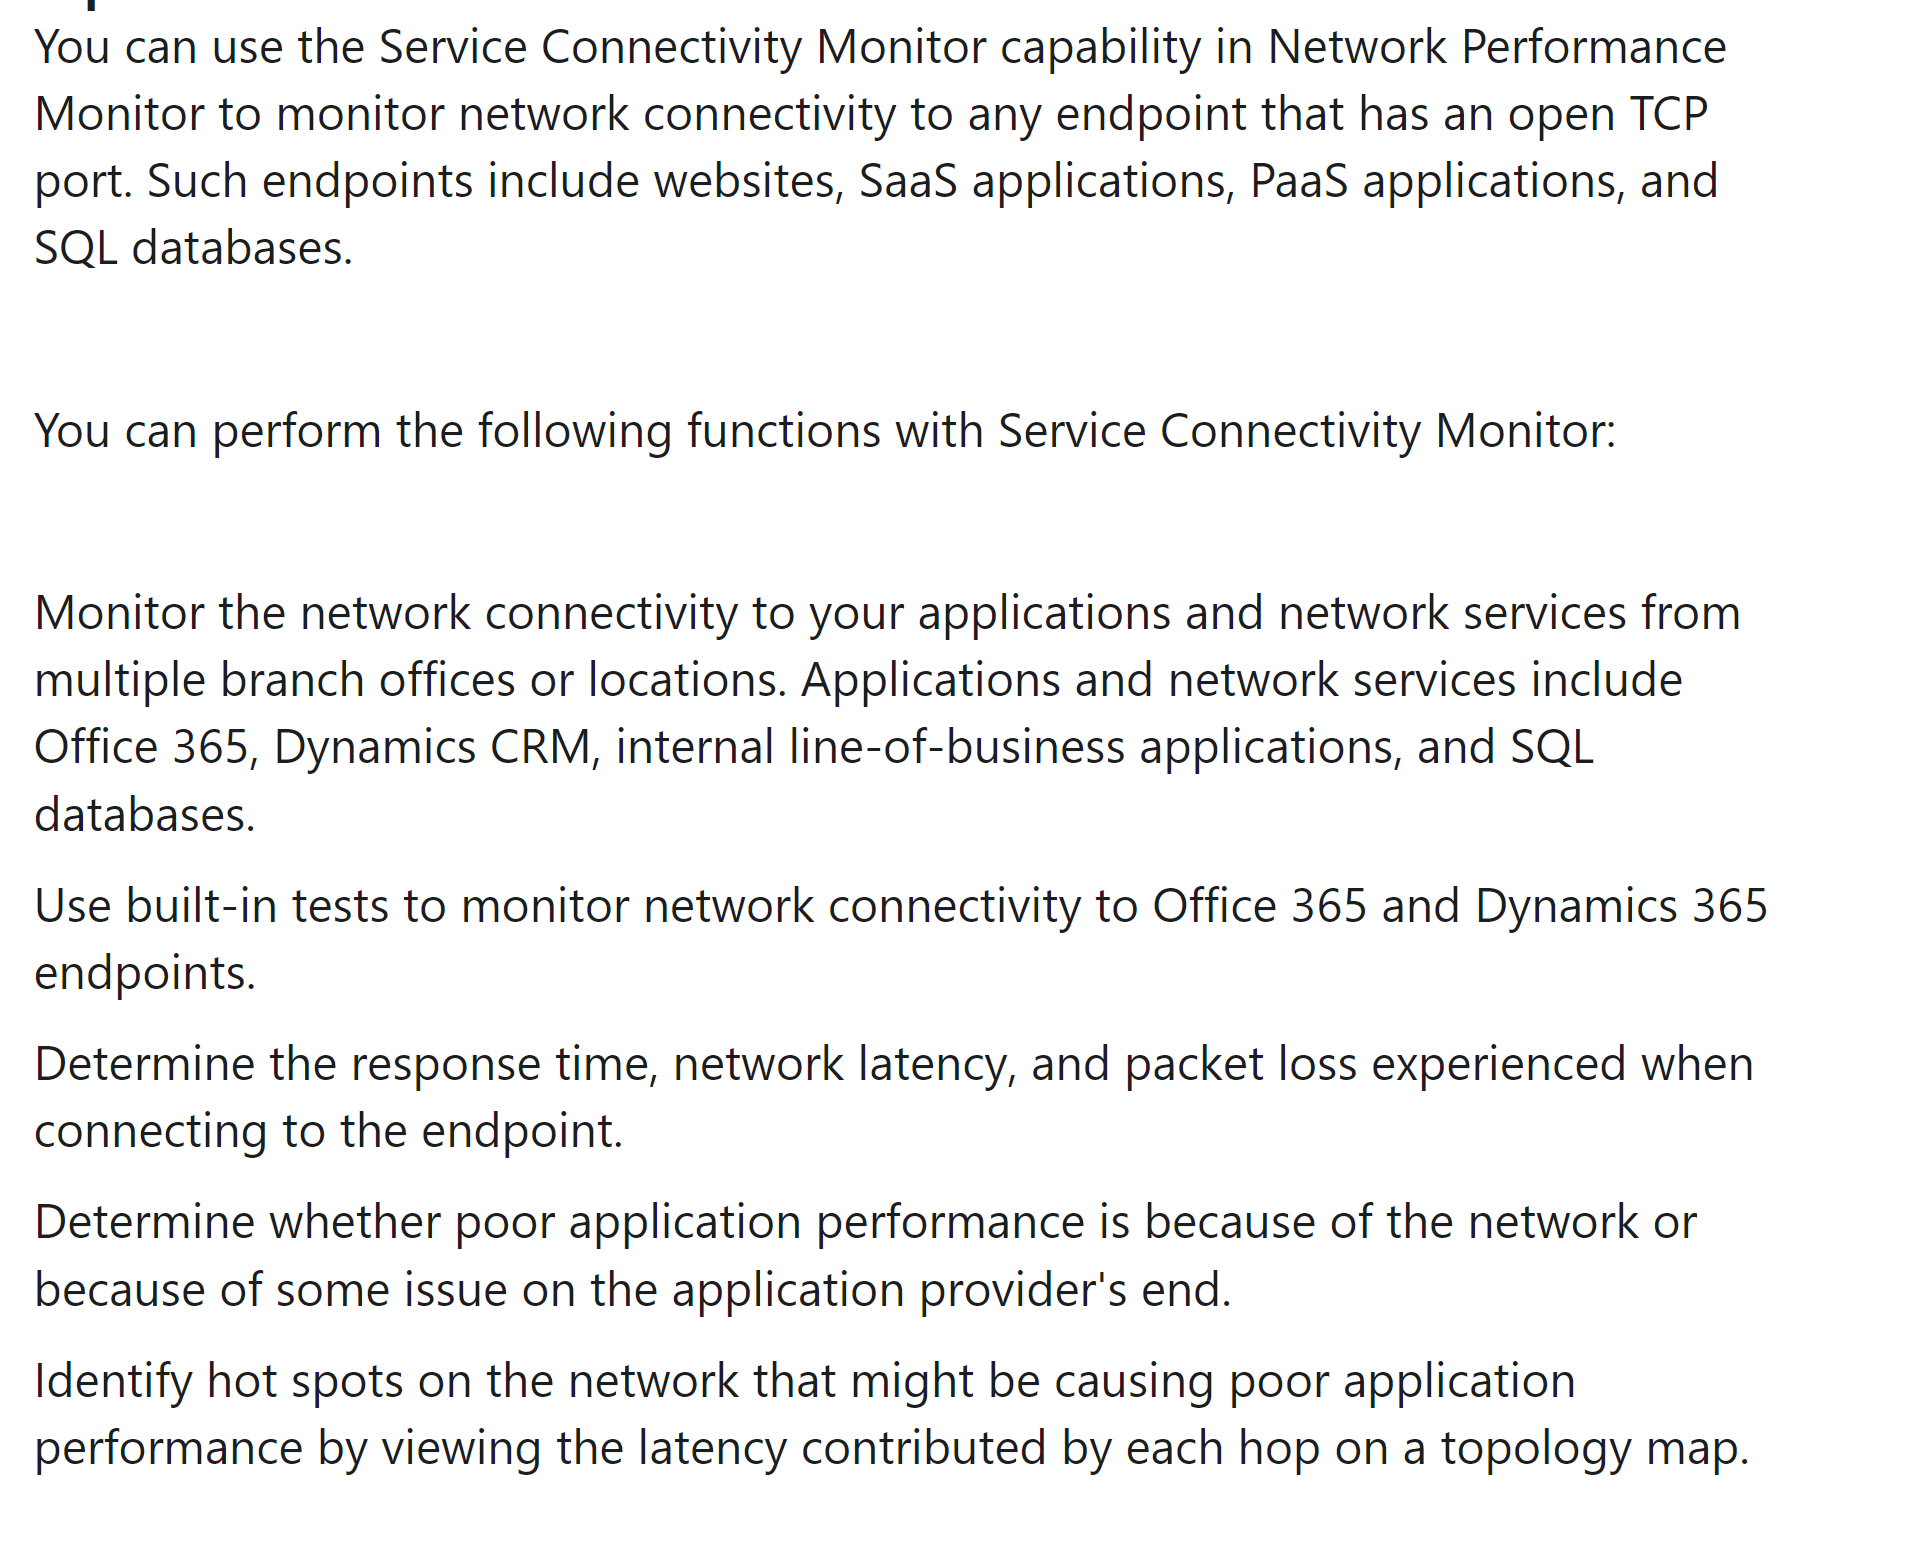 You can use the Service Connectivity Monitor capability in Network Performance
Monitor to monitor network connectivity to any endpoint that has an open TCP
port. Such endpoints include websites, SaaS applications, PaaS applications, and
SQL databases.
You can perform the following functions with Service Connectivity Monitor:
Monitor the network connectivity to your applications and network services from
multiple branch offices or locations. Applications and network services include
Office 365, Dynamics CRM, internal line-of-business applications, and SQL
databases.
Use built-in tests to monitor network connectivity to Office 365 and Dynamics 365
endpoints.
Determine the response time, network latency, and packet loss experienced when
connecting to the endpoint.
Determine whether poor application performance is because of the network or
because of some issue on the application provider's end.
Identify hot spots on the network that might be causing poor application
performance by viewing the latency contributed by each hop on a topology map.